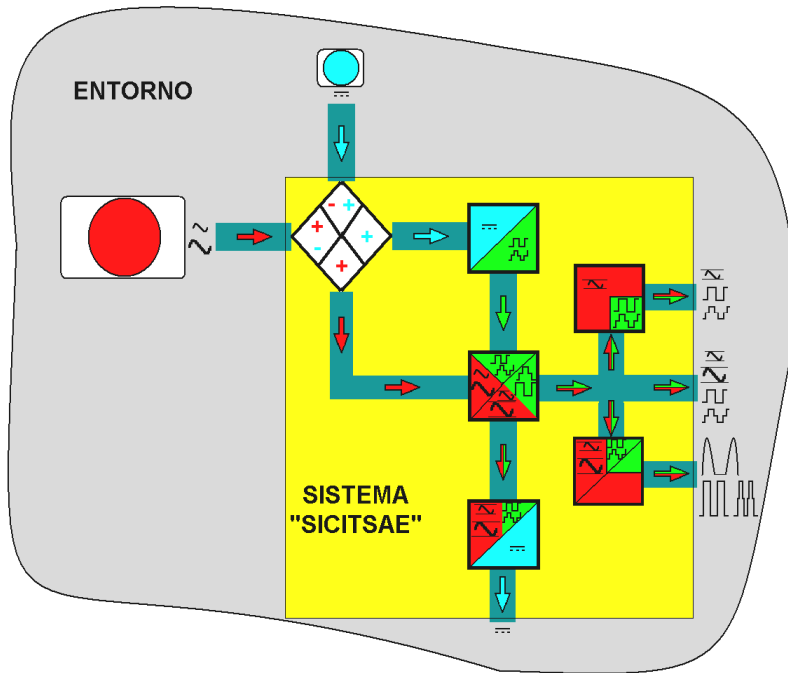 ENTORNO
- +
+
- +
+
SISTEMA
"SICITSAE"